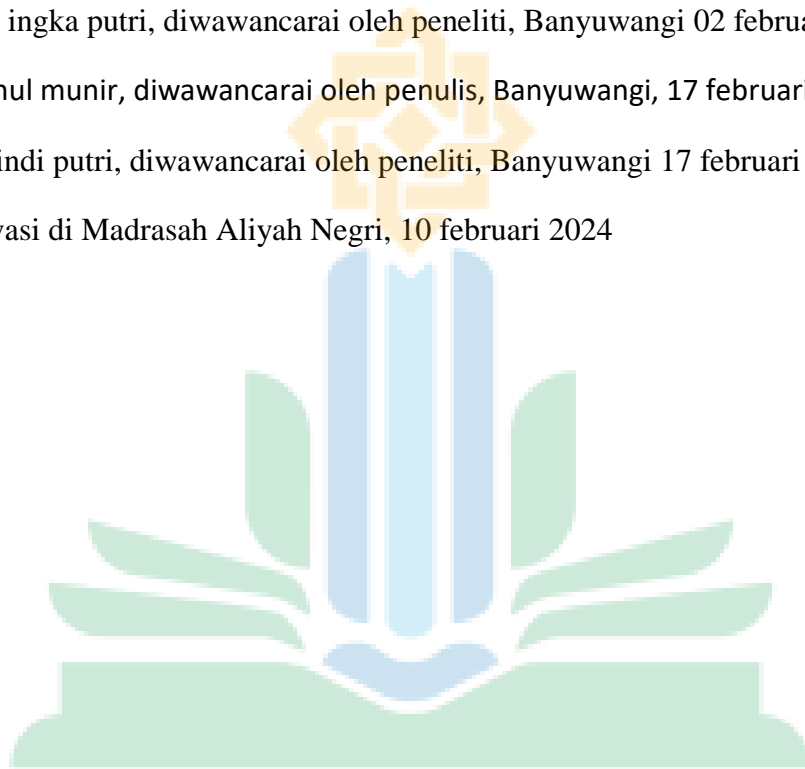 ingka putri, diwawancarai oleh peneliti, Banyuwangi 02 februa
nul munir, diwawancarai oleh penulis, Banyuwangi, 17 februari
indi putri, diwawancarai oleh peneliti, Banyuwangi 17 februari
vasi di Madrasah Aliyah Negri, 10 februari 2024